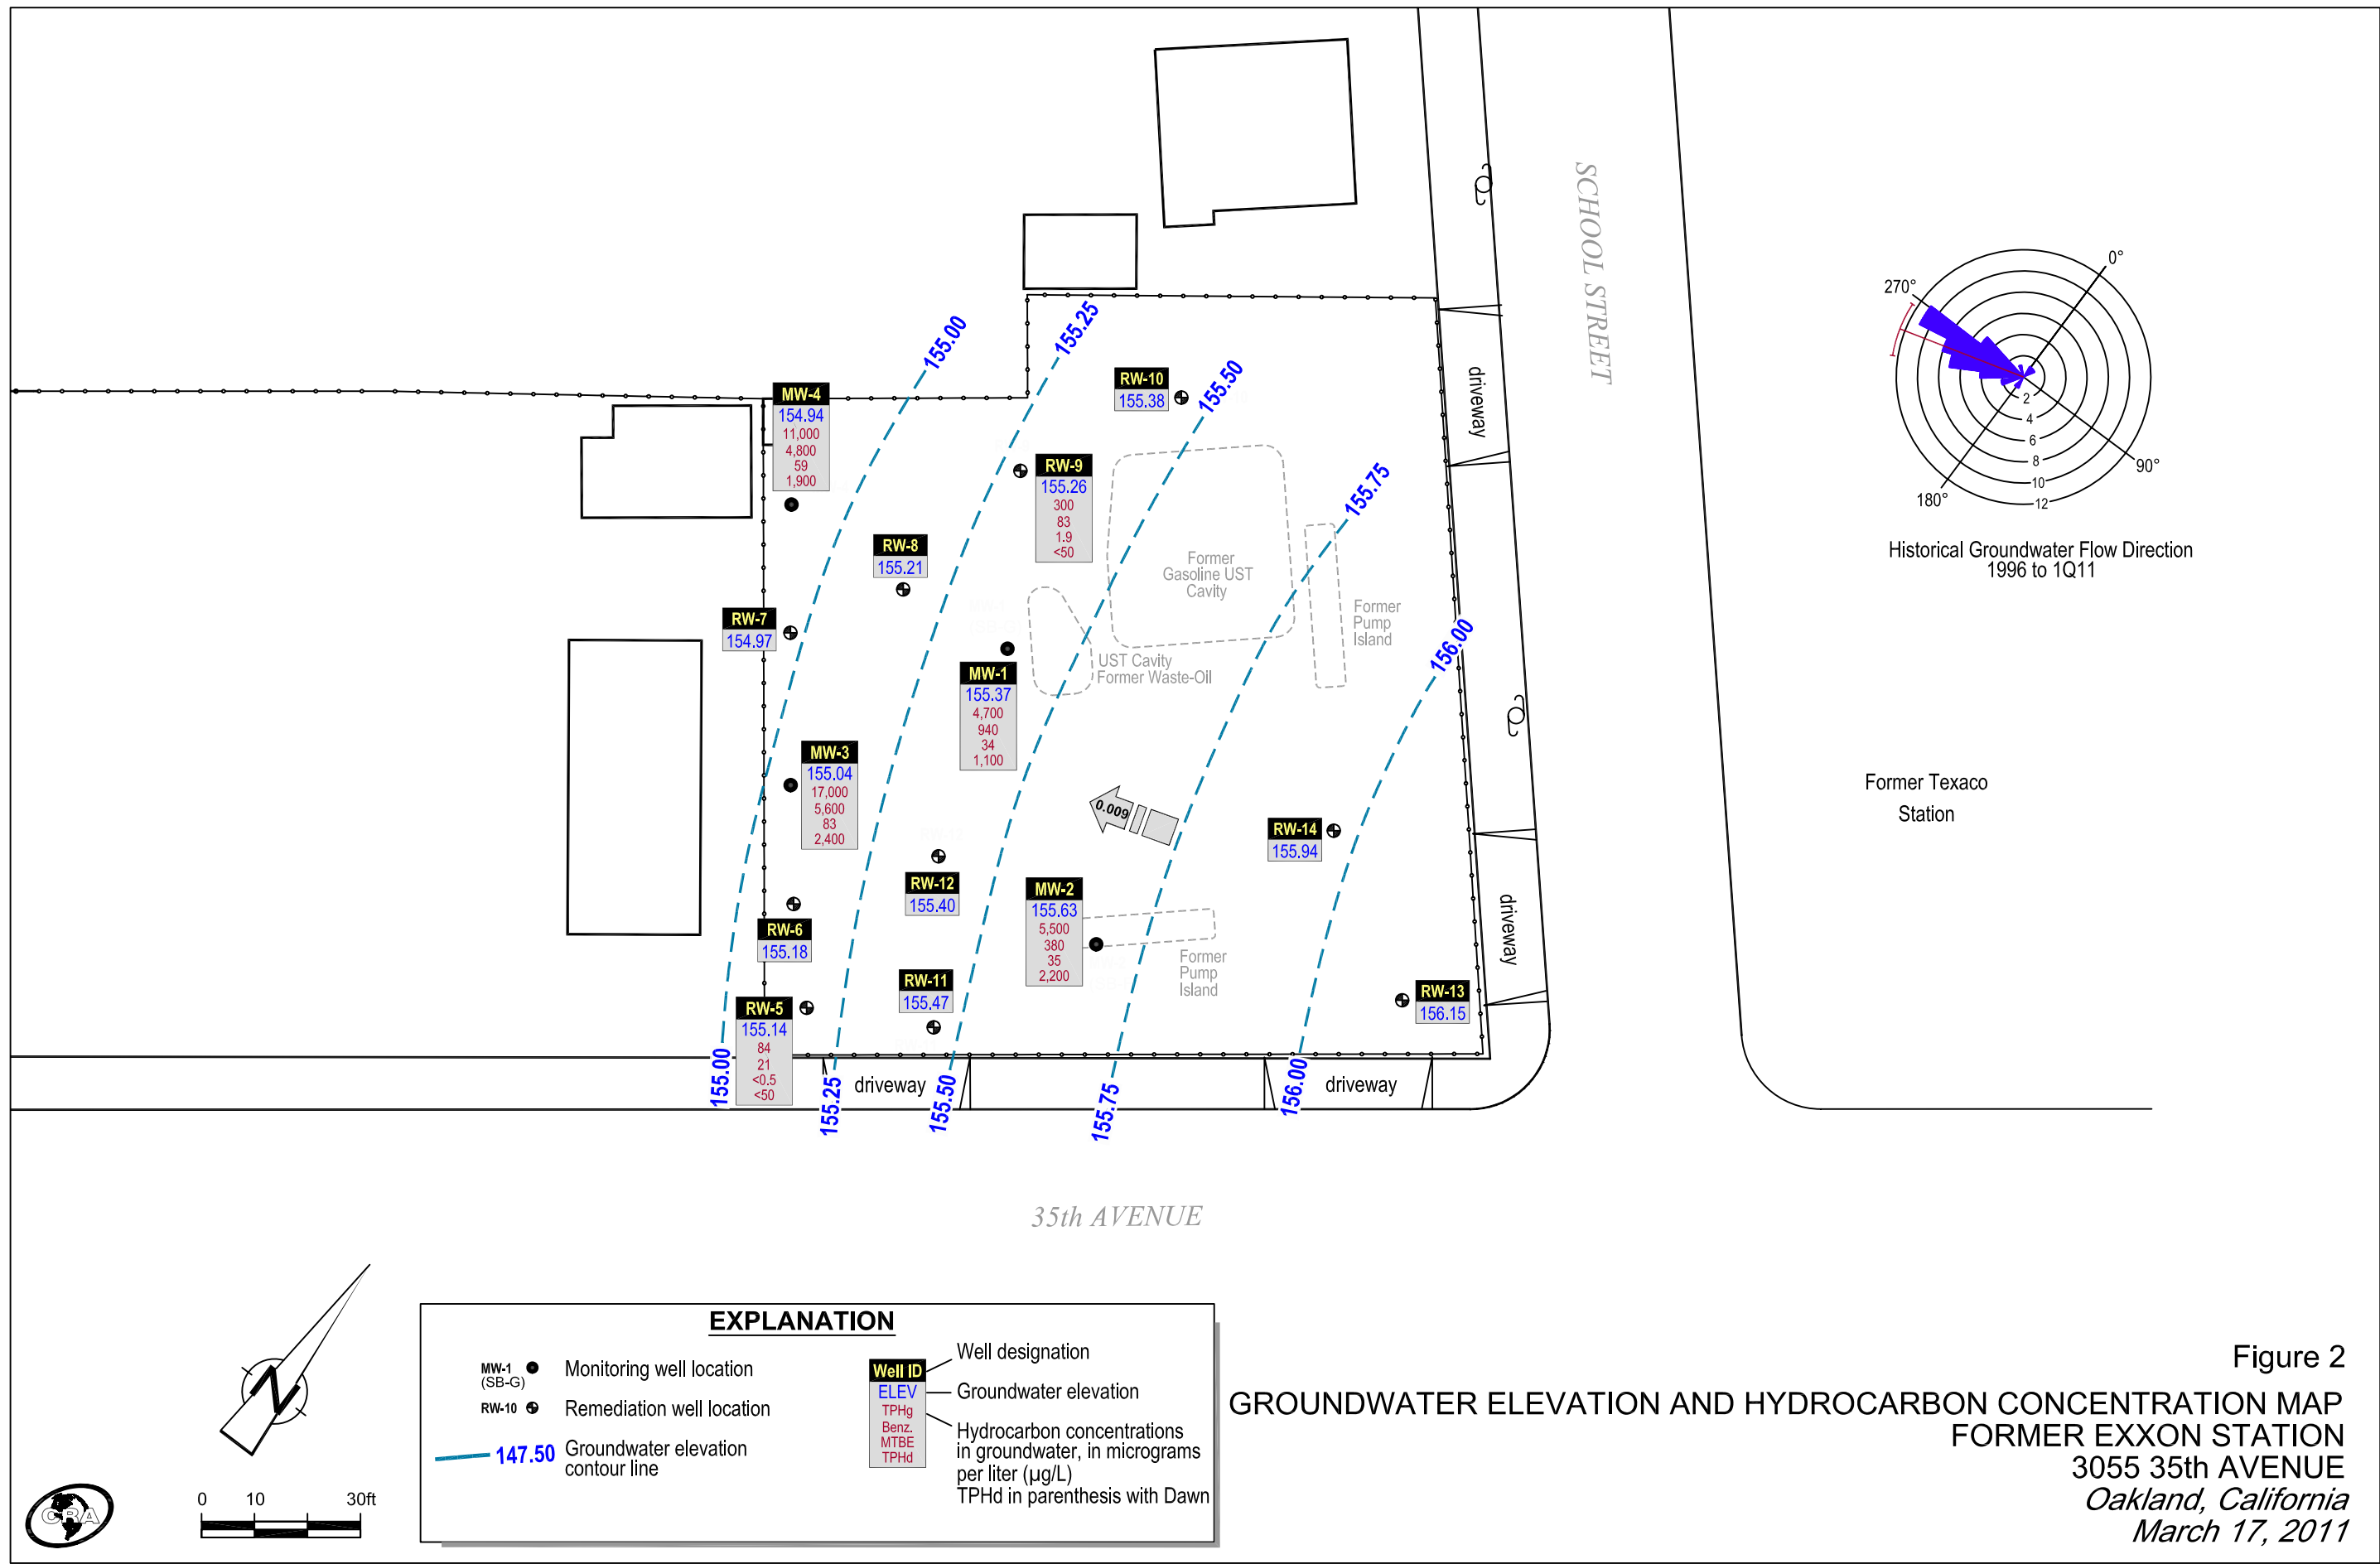 SCHOOL STREET
0°
270°
90°
180°
2
4
6
8
10
12
Historical Groundwater Flow Direction
1996 to 1Q11
155.00
155.25
155.50
155.75
156.00
MW-4
154.94
11,000
4,800
59
1,900
RW-10
155.38
RW-9
155.26
300
83
1.9
<50
RW-8
155.21
RW-7
154.97
MW-1
155.37
4,700
940
34
1,100
Former
Gasoline UST
Cavity
Former
Pump
Island
UST Cavity
Former Waste-Oil
MW-3
155.04
17,000
5,600
83
2,400
0.009
RW-14
155.94
RW-12
155.40
MW-2
155.63
5,500
380
35
2,200
RW-6
155.18
RW-11
155.47
Former
Pump
Island
RW-13
156.15
RW-5
155.14
84
21
<0.5
<50
driveway
driveway
driveway
driveway
155.00
155.25
155.50
155.75
156.00
Former Texaco
Station
35th AVENUE
N
0 10 30ft
CRA
EXPLANATION
MW-1
(SB-G)
Monitoring well location
RW-10
Remediation well location
147.50
Groundwater elevation
contour line
Well ID
ELEV
TPHg
Benz.
MTBE
TPHd
Well designation
Groundwater elevation
Hydrocarbon concentrations
in groundwater, in micrograms
per liter (µg/L)
TPHd in parenthesis with Dawn
Figure 2
GROUNDWATER ELEVATION AND HYDROCARBON CONCENTRATION MAP
FORMER EXXON STATION
3055 35th AVENUE
Oakland, California
March 17, 2011